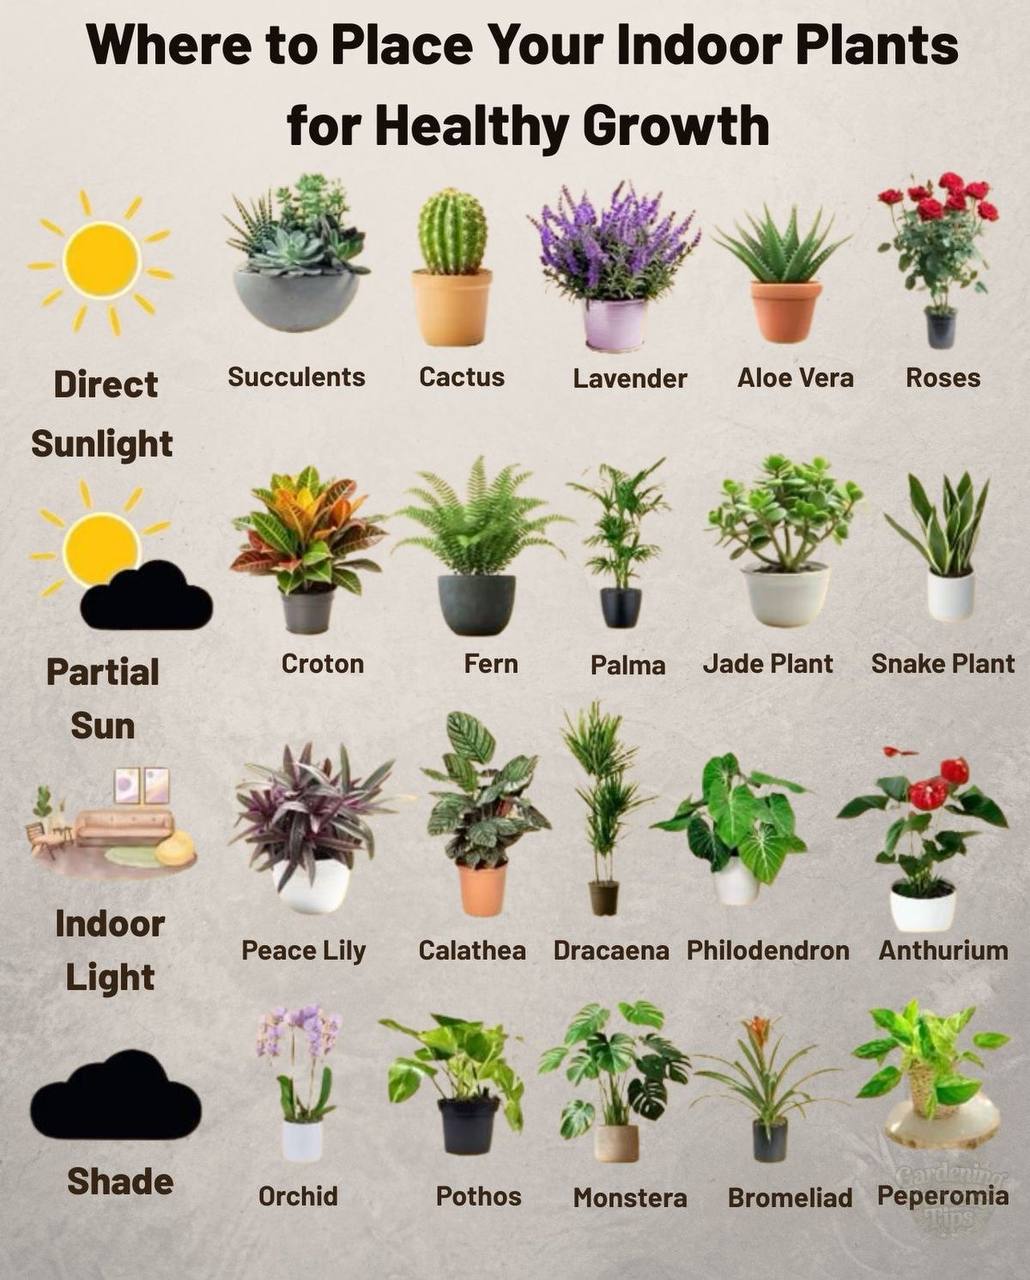 Where to Place Your Indoor Plants
for Healthy Growth
Succulents
Cactus
Lavender
Aloe Vera
Roses
Direct
Sunlight
Croton
Fern
Palma
Jade Plant
Snake Plant
Partial
Sun
Peace Lily
Calathea
Dracaena
Philodendron
Anthurium
Indoor
Light
Orchid
Pothos
Monstera
Bromeliad
Peperomia
Shade
Gardening
Tips